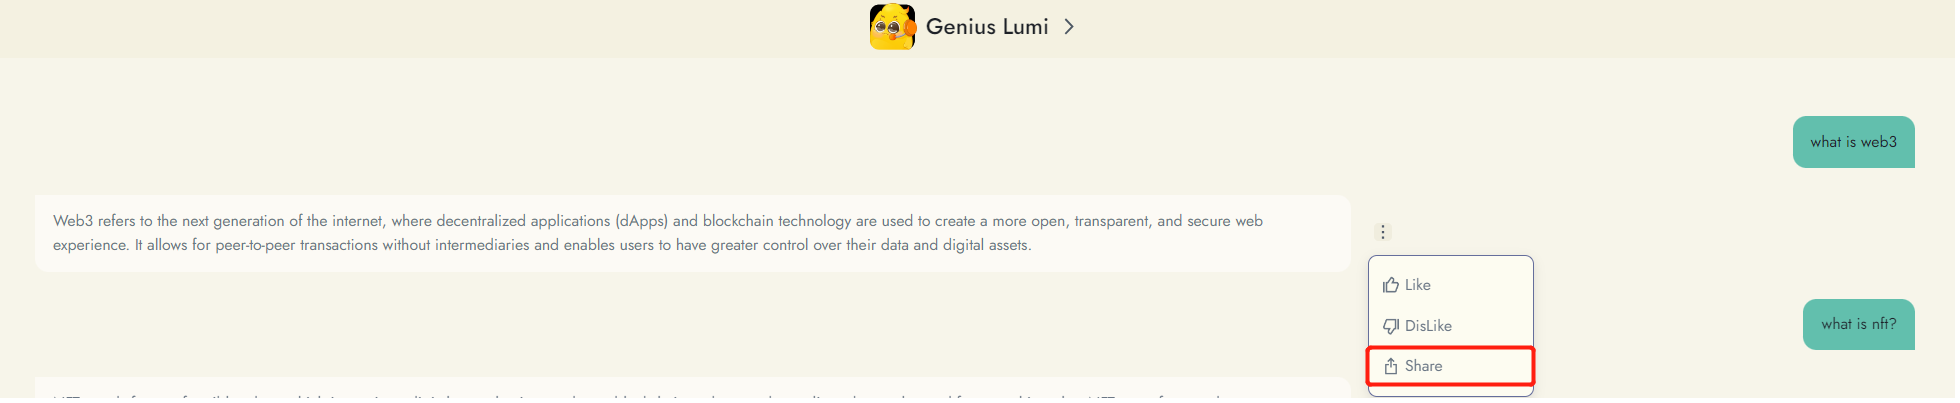 Genius Lumi
what is web3
Web3 refers to the next generation of the internet, where decentralized applications (dApps) and blockchain technology are used to create a more open, transparent, and secure web
experience. It allows for peer-to-peer transactions without intermediaries and enables users to have greater control over their data and digital assets.
Like
DisLike
what is nft?
Share